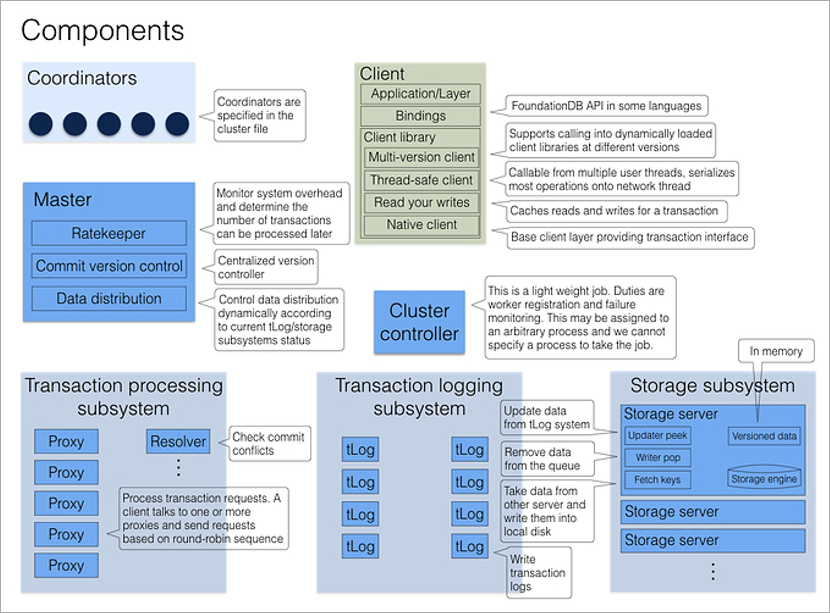 Components
Coordinators
Coordinators are
specified in the
cluster file
Client
Application/Layer
Bindings
Client library
Multi-version client
Thread-safe client
Read your writes
Native client
FoundationDB API in some languages
Supports calling into dynamically loaded
client libraries at different versions
Callable from multiple user threads, serializes
most operations onto network thread
Caches reads and writes for a transaction
Base client layer providing transaction interface
Master
Ratekeeper
Commit version control
Data distribution
Monitor system overhead
and determine the
number of transactions
can be processed later
Centralized version
controller
Control data distribution
dynamically according
to current tLog/storage
subsystems status
Cluster
controller
This is a light weight job. Duties are
worker registration and failure
monitoring. This may be assigned to
an arbitrary process and we cannot
specify a process to take the job.
Transaction processing
subsystem
Proxy
Proxy
Proxy
Proxy
Proxy
Resolver
Check commit
conflicts
Process transaction requests. A
client talks to one or more
proxies and send requests
based on round-robin sequence
Transaction logging
subsystem
tLog
tLog
tLog
tLog
tLog
tLog
tLog
tLog
Write
transaction
logs
In memory
Storage subsystem
Storage server
Updater peek
Writer pop
Fetch keys
Versioned data
Storage engine
Update data
from tLog system
Remove data
from the queue
Take data from
other server and
write them into
local disk
Storage server
Storage server